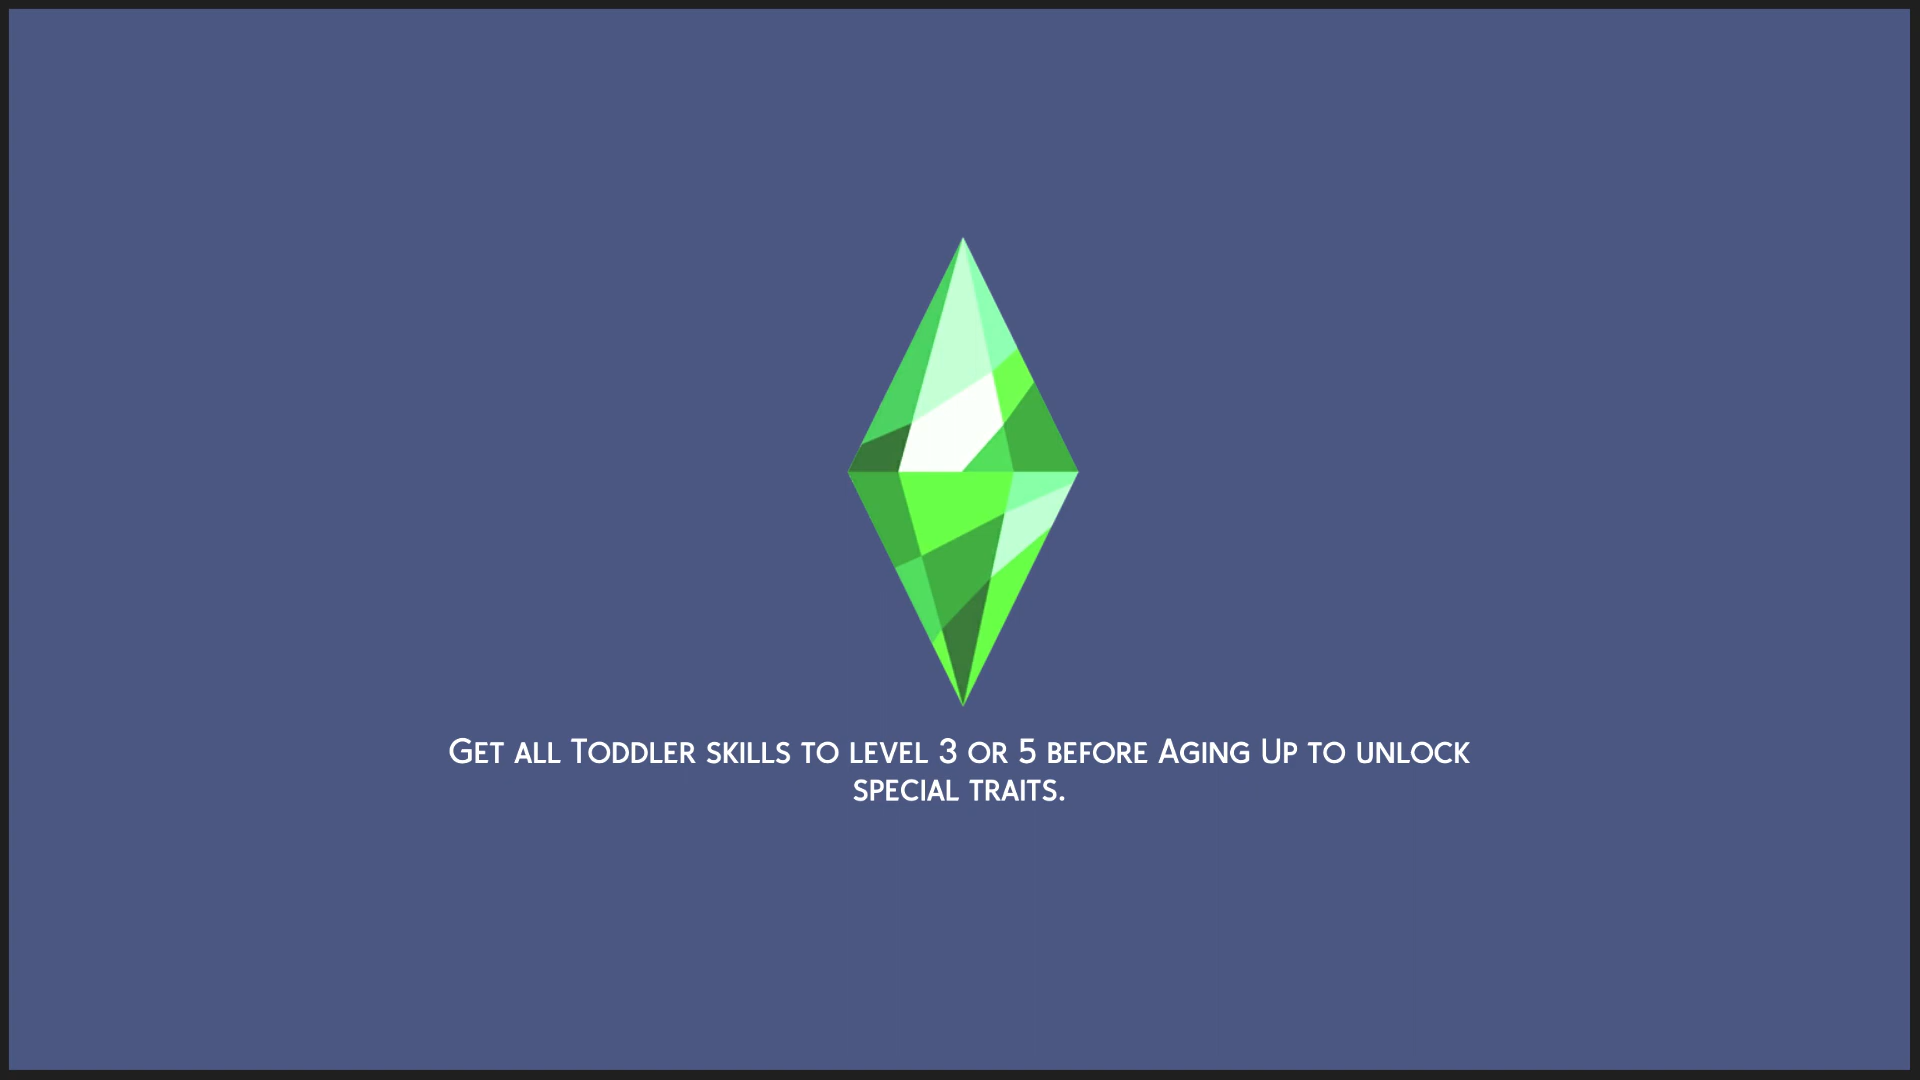 Get all Toddler skills to level 3 or 5 before Aging Up to unlock
special traits.